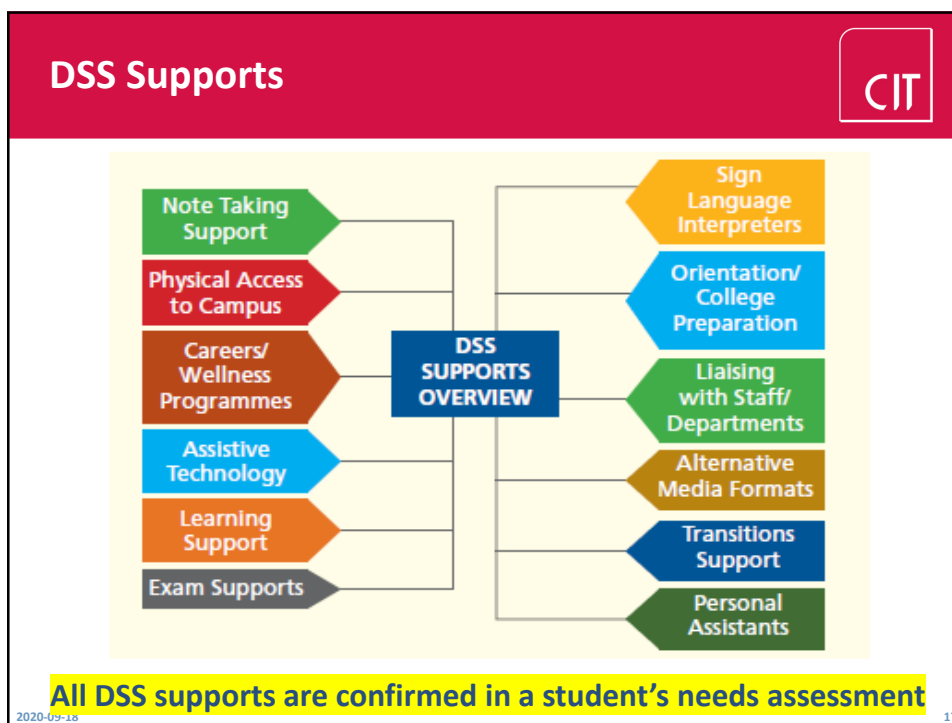 DSS Supports
CIT
Note Taking
Support
Physical Access
to Campus
Careers/
Wellness
Programmes
Assistive
Technology
Learning
Support
Exam Supports
DSS
SUPPORTS
OVERVIEW
Sign
Language
Interpreters
Orientation/
College
Preparation
Liaising
with Staff/
Departments
Alternative
Media Formats
Transitions
Support
Personal
Assistants
All DSS supports are confirmed in a student's needs assessment
2020-09-18